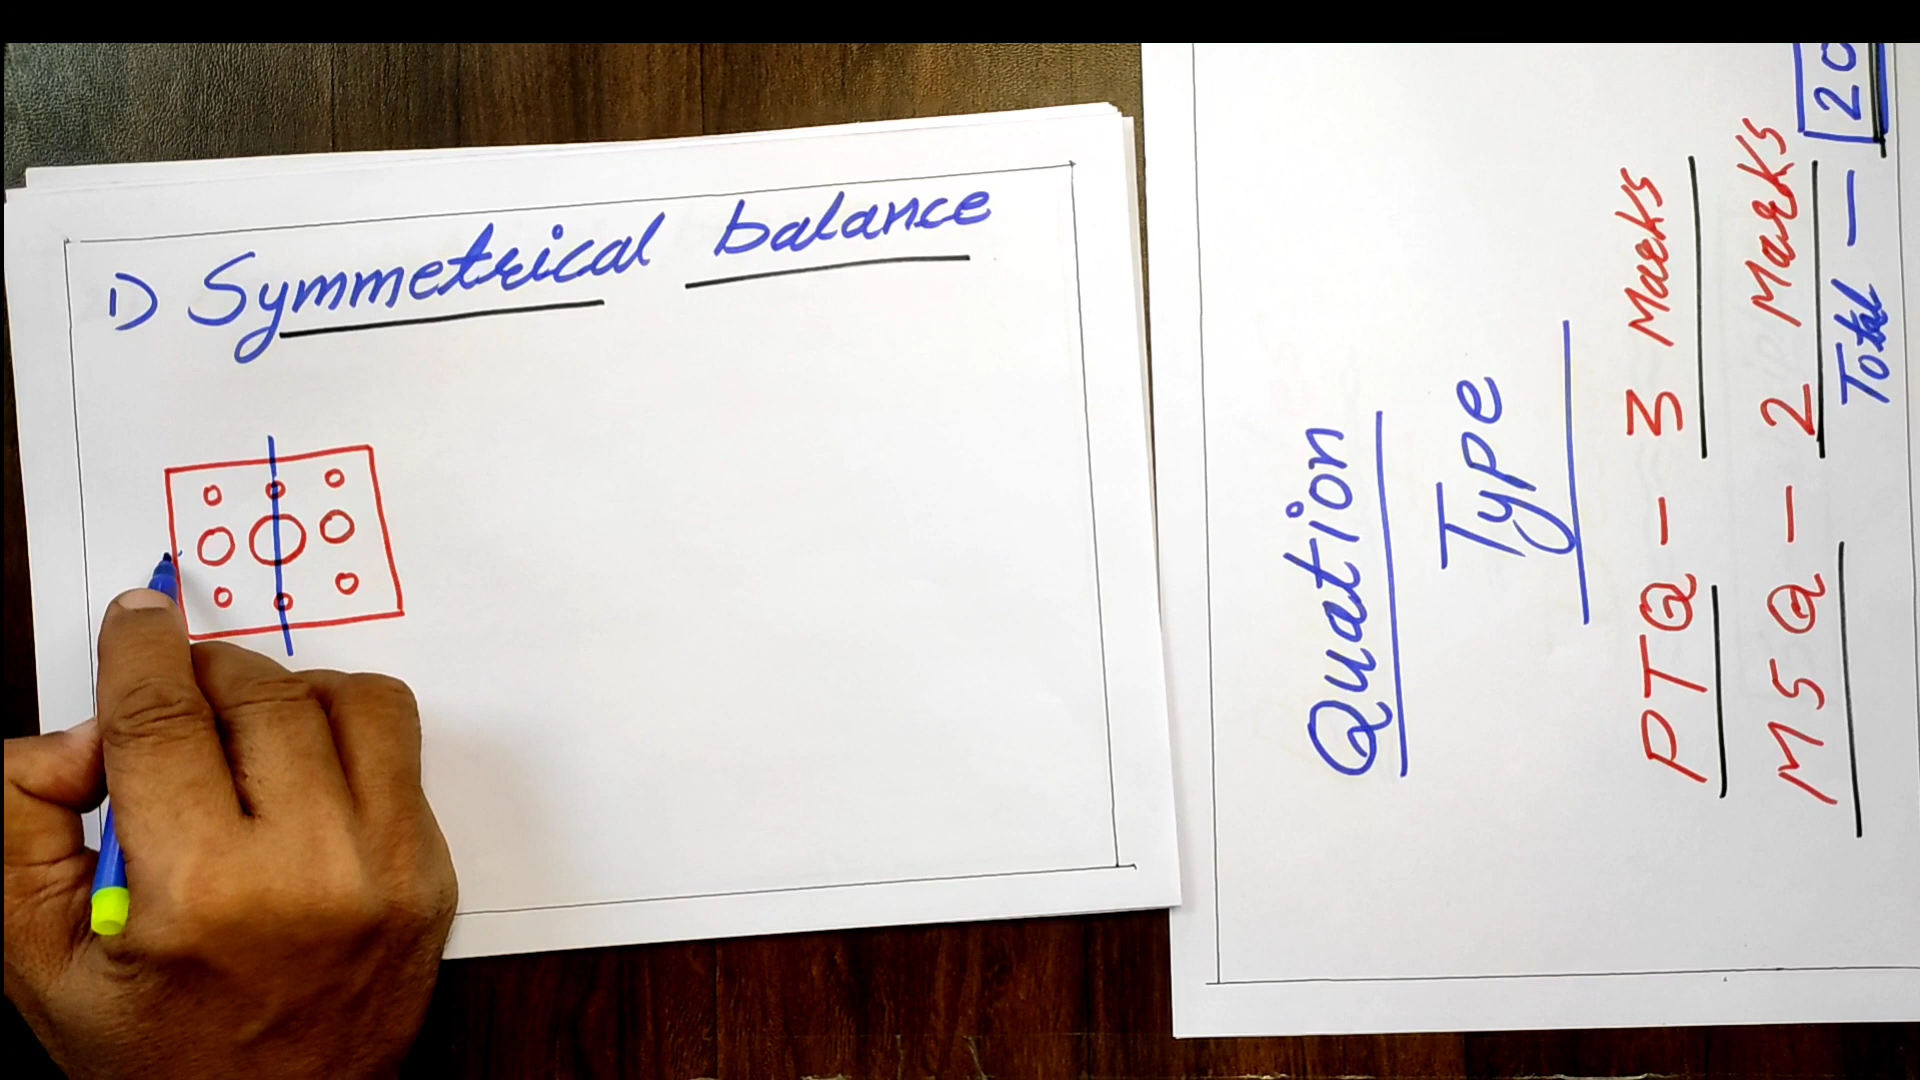 1) Symmetrical balance
Quation
Type
PTQ - 3 Marks
MSQ - 2 Marks
Total - 20